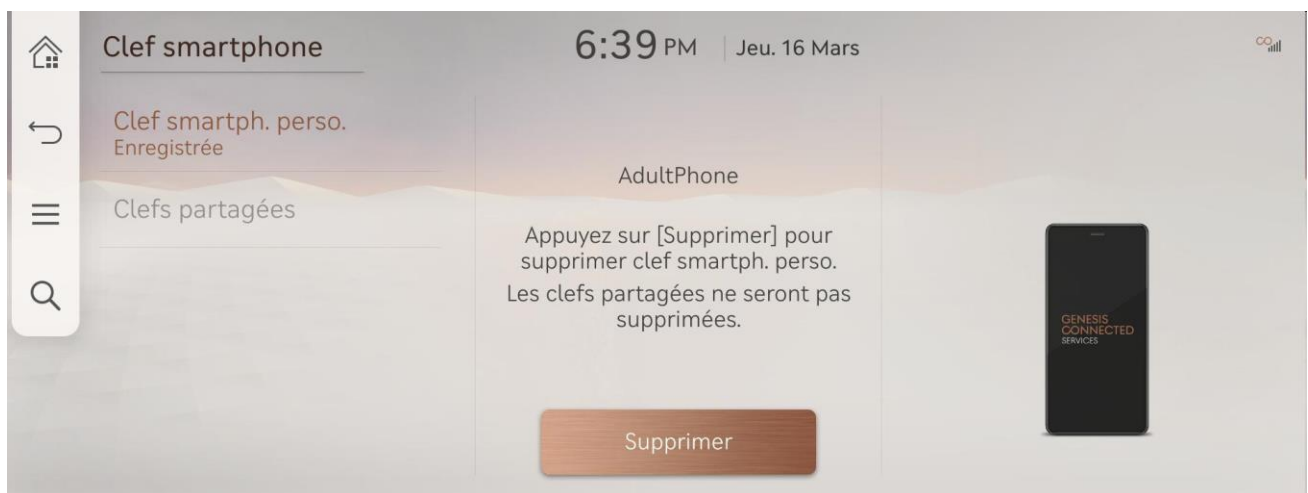 Clef smartphone
6:39 PM
Jeu. 16 Mars
Clef smartph. perso.
Enregistrée
Clefs partagées
AdultPhone
Appuyez sur [Supprimer] pour
supprimer clef smartph. perso.
Les clefs partagées ne seront pas
supprimées.
Supprimer
GENESIS
CONNECTED
SERVICES